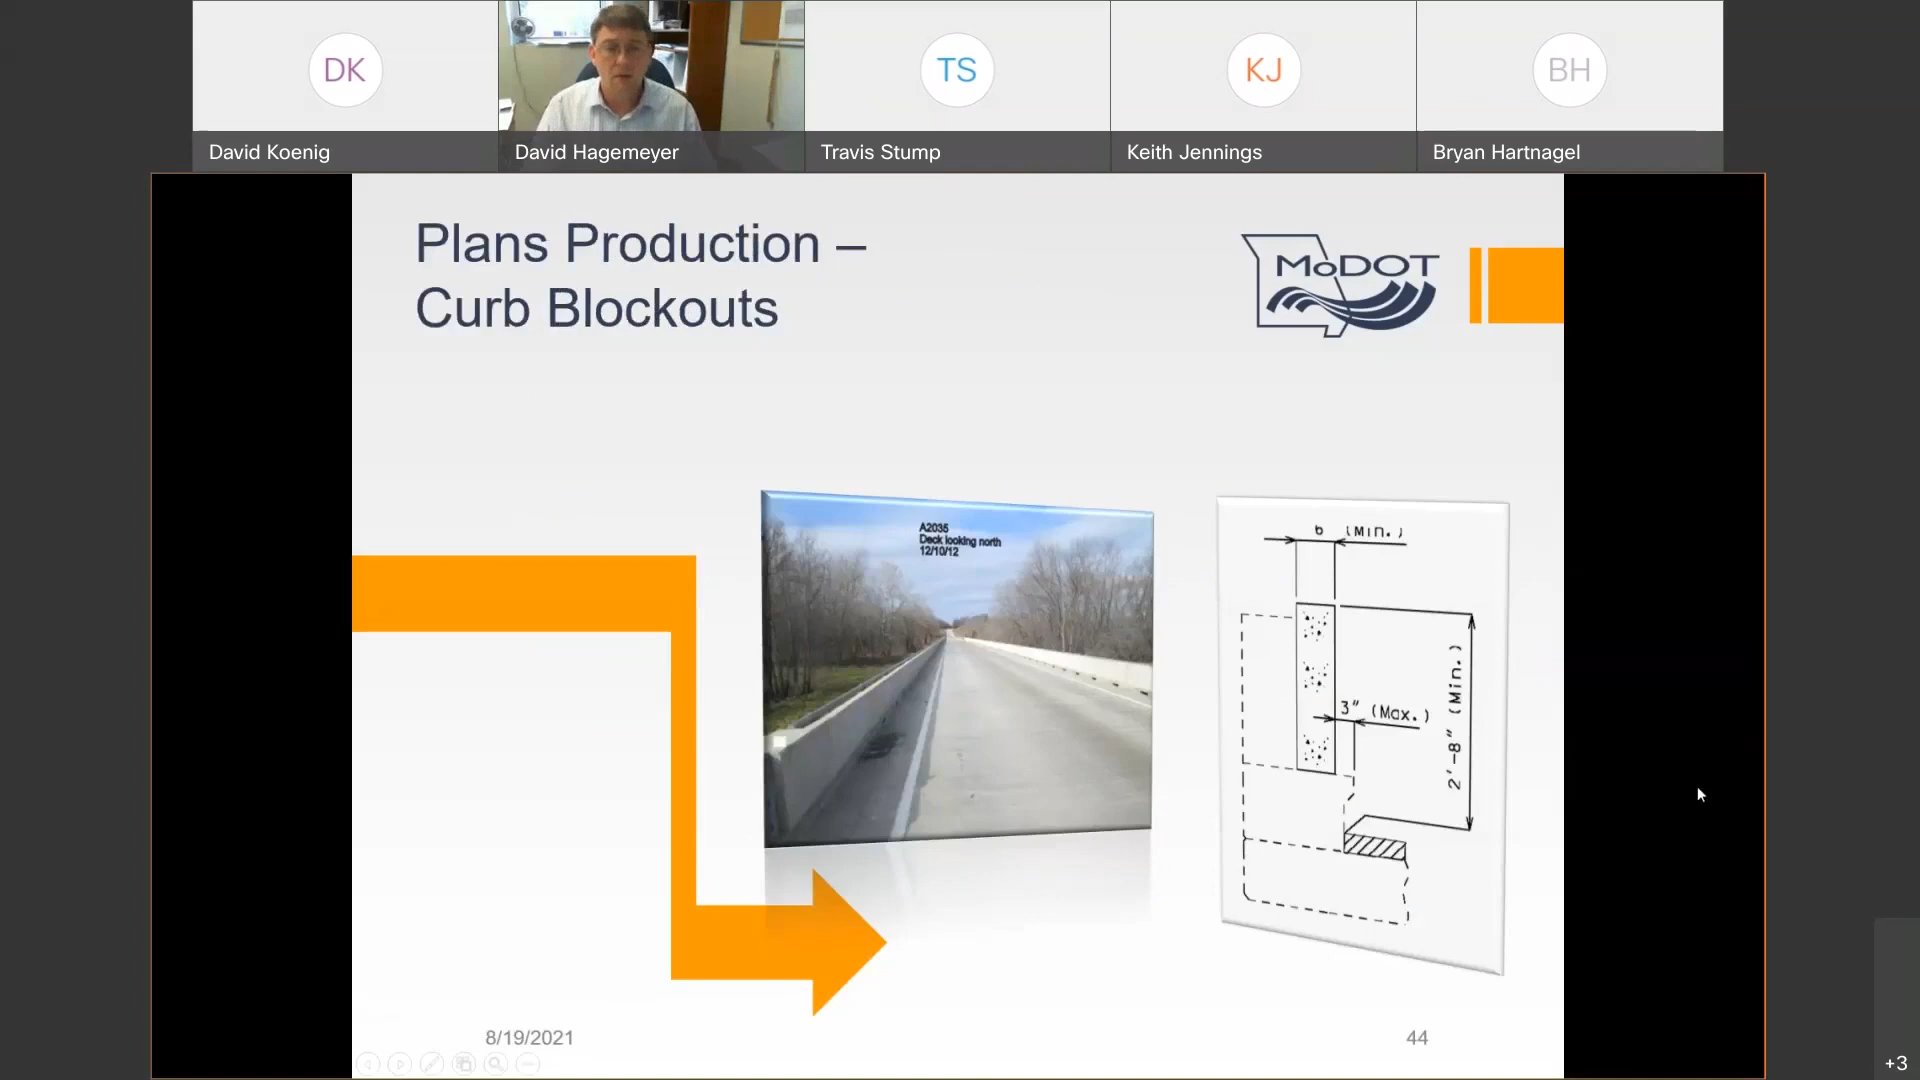 DK
TS
KJ
BH
David Koenig
David Hagemeyer
Travis Stump
Keith Jennings
Bryan Hartnagel
Plans Production –
Curb Blockouts
MoDOT
A2035
Deck looking north
12/10/12
6 (MIN.)
3" (Max.)
2'-8" (Min.)
8/19/2021
44
+3